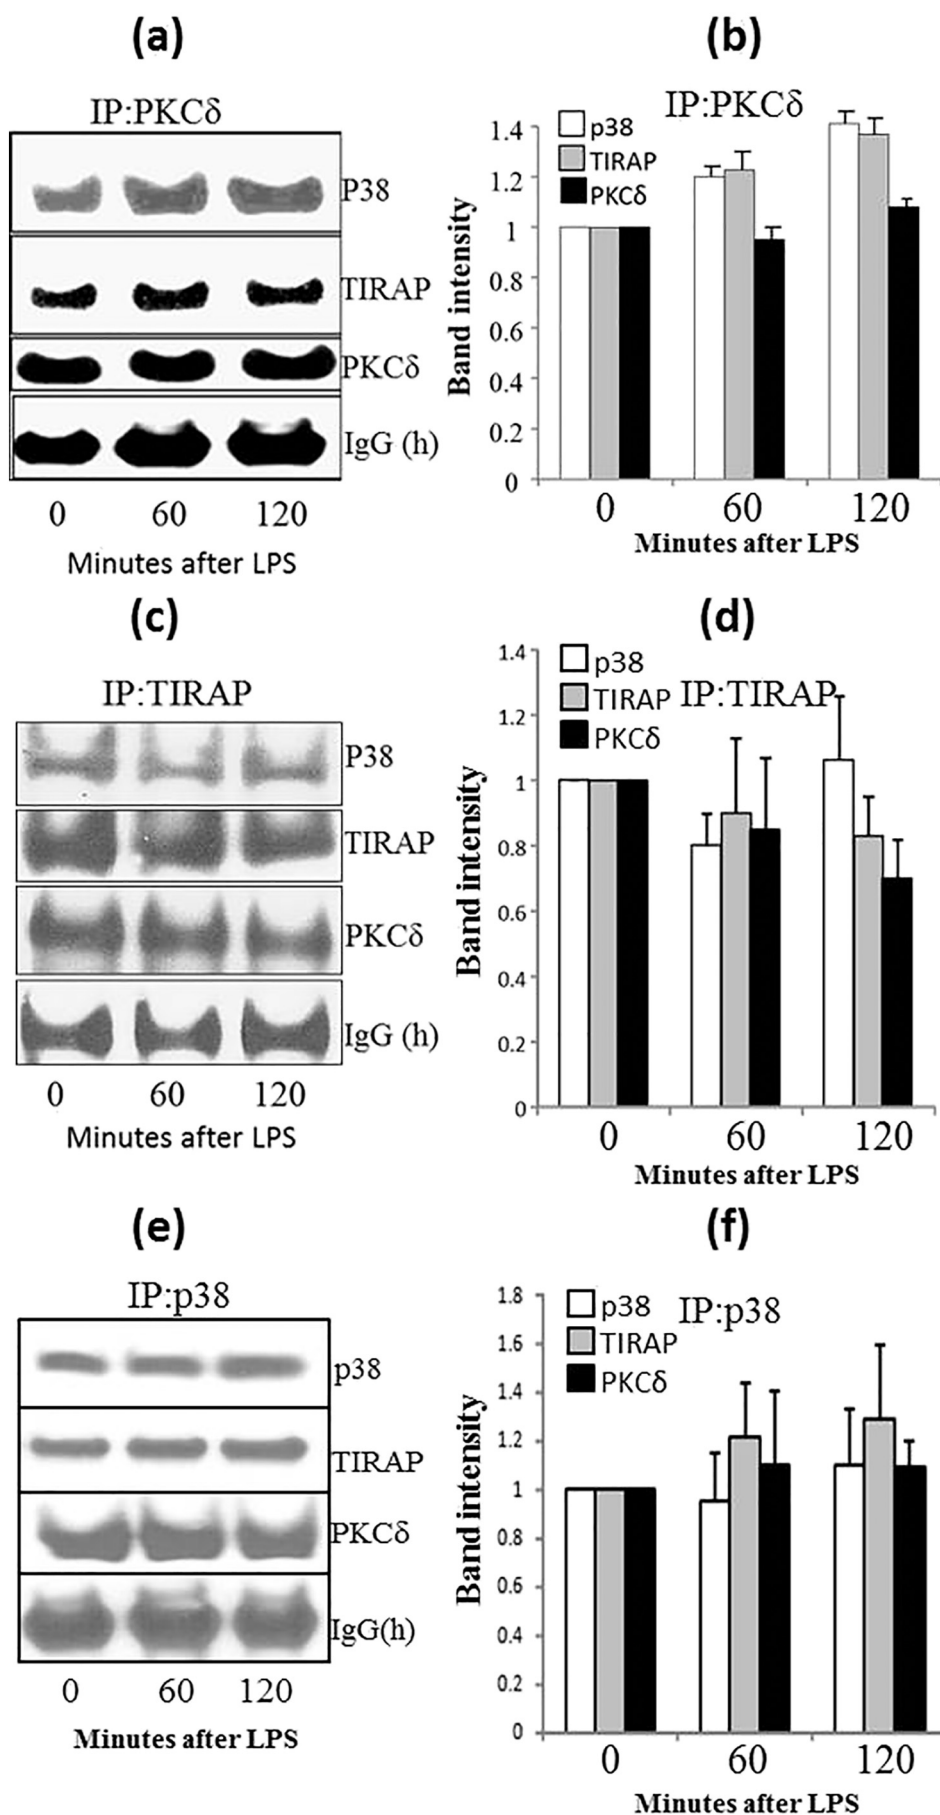 (a)
IP:PKCδ
P38
TIRAP
PKCδ
IgG (h)
0 60 120
Minutes after LPS
(b)
IP:PKCδ
p38
TIRAP
PKCδ
Band intensity
1.4
1.2
1
0.8
0.6
0.4
0.2
0
0 60 120
Minutes after LPS
(c)
IP:TIRAP
P38
TIRAP
PKCδ
IgG (h)
0 60 120
Minutes after LPS
(d)
IP:TIRAP
p38
TIRAP
PKCδ
Band intensity
1.4
1.2
1
0.8
0.6
0.4
0.2
0
0 60 120
Minutes after LPS
(e)
IP:p38
p38
TIRAP
PKCδ
IgG(h)
0 60 120
Minutes after LPS
(f)
IP:p38
p38
TIRAP
PKCδ
Band intensity
1.8
1.6
1.4
1.2
1
0.8
0.6
0.4
0.2
0
0 60 120
Minutes after LPS